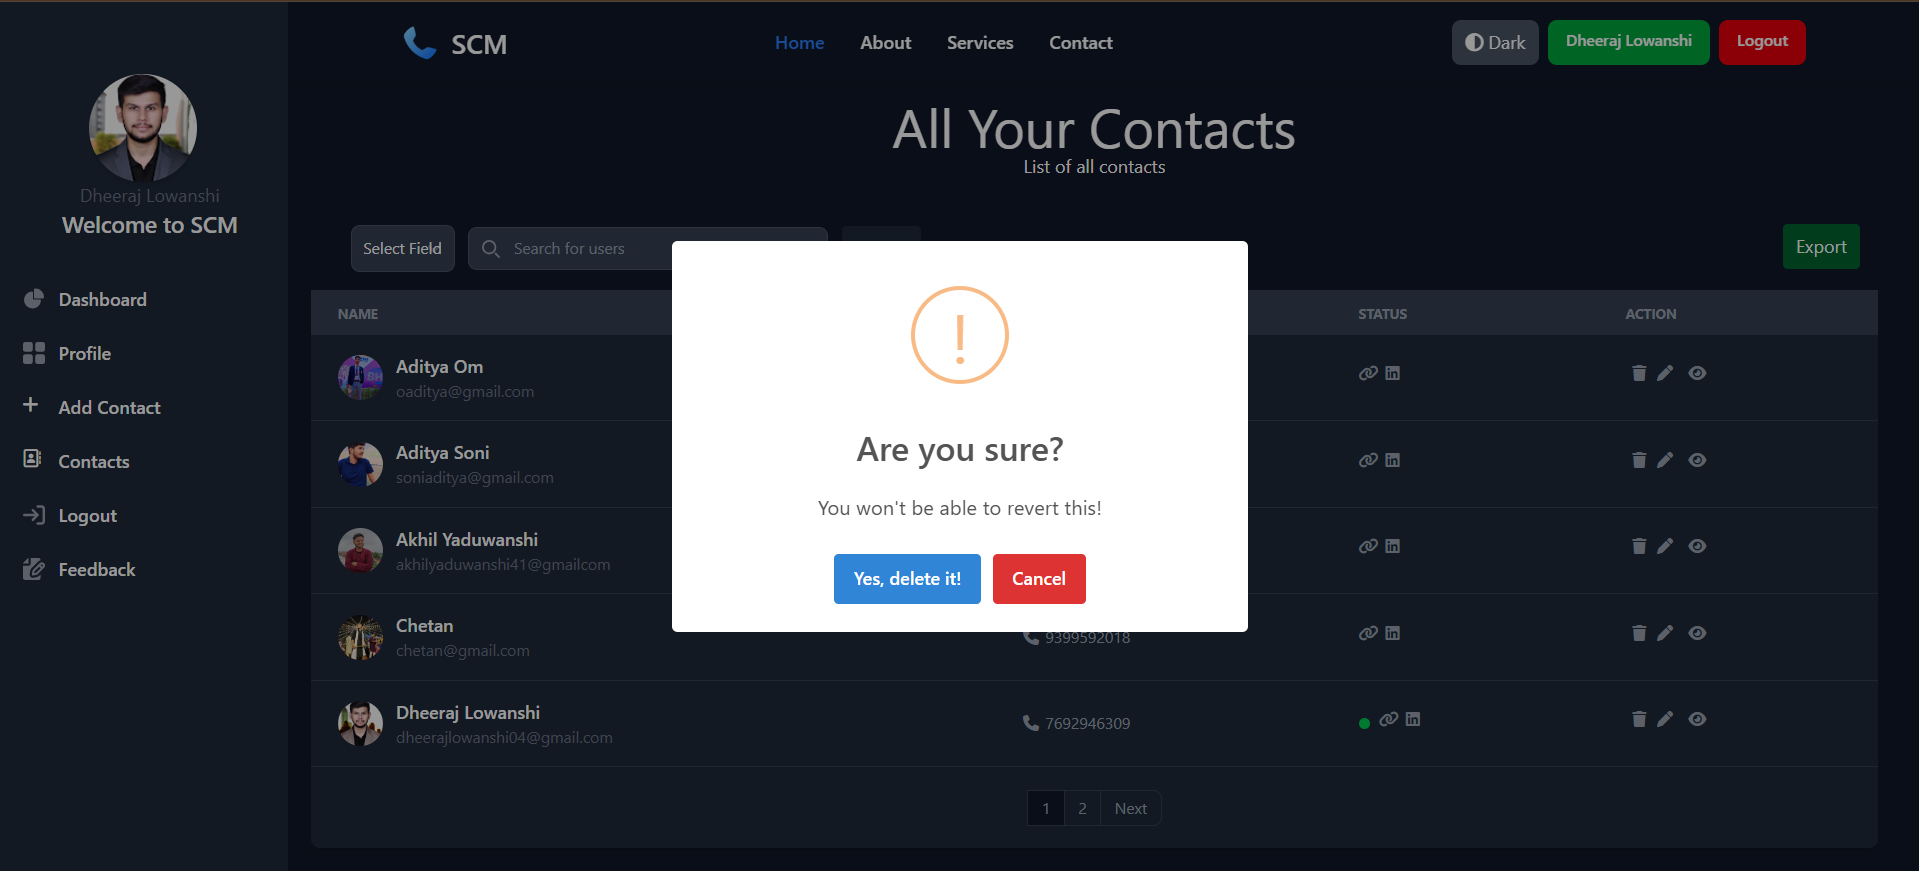 SCM
Home About Services Contact
Dark
Dheeraj Lowanshi
Logout
Dheeraj Lowanshi
Welcome to SCM
Dashboard
Profile
Add Contact
Contacts
Logout
Feedback
All Your Contacts
List of all contacts
Select Field
Search for users
Export
NAME STATUS ACTION
Aditya Om
oaditya@gmail.com
Aditya Soni
soniaditya@gmail.com
Akhil Yaduwanshi
akhilyaduwanshi41@gmailcom
Chetan
chetan@gmail.com
9399592018
Dheeraj Lowanshi
dheerajlowanshi04@gmail.com
7692946309
1 2 Next
!
Are you sure?
You won't be able to revert this!
Yes, delete it!
Cancel